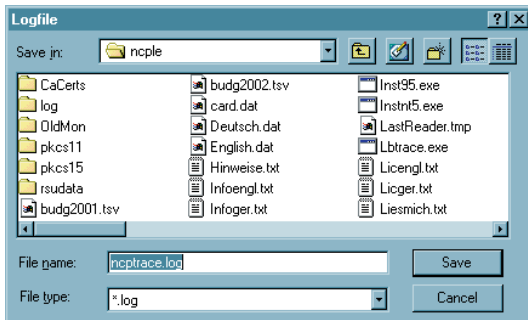 Logfile
Save in: ncple
CaCerts budg2002.tsv Inst95.exe
log card.dat Instnt5.exe
OldMon Deutsch.dat LastReader.tmp
pkcs11 English.dat Lbtrace.exe
pkcs15 Hinweise.txt Licengl.txt
rsudata Infoengl.txt Licger.txt
budg2001.tsv Infoger.txt Liesmich.txt
File name: ncptrace.log Save
File type: *.log Cancel